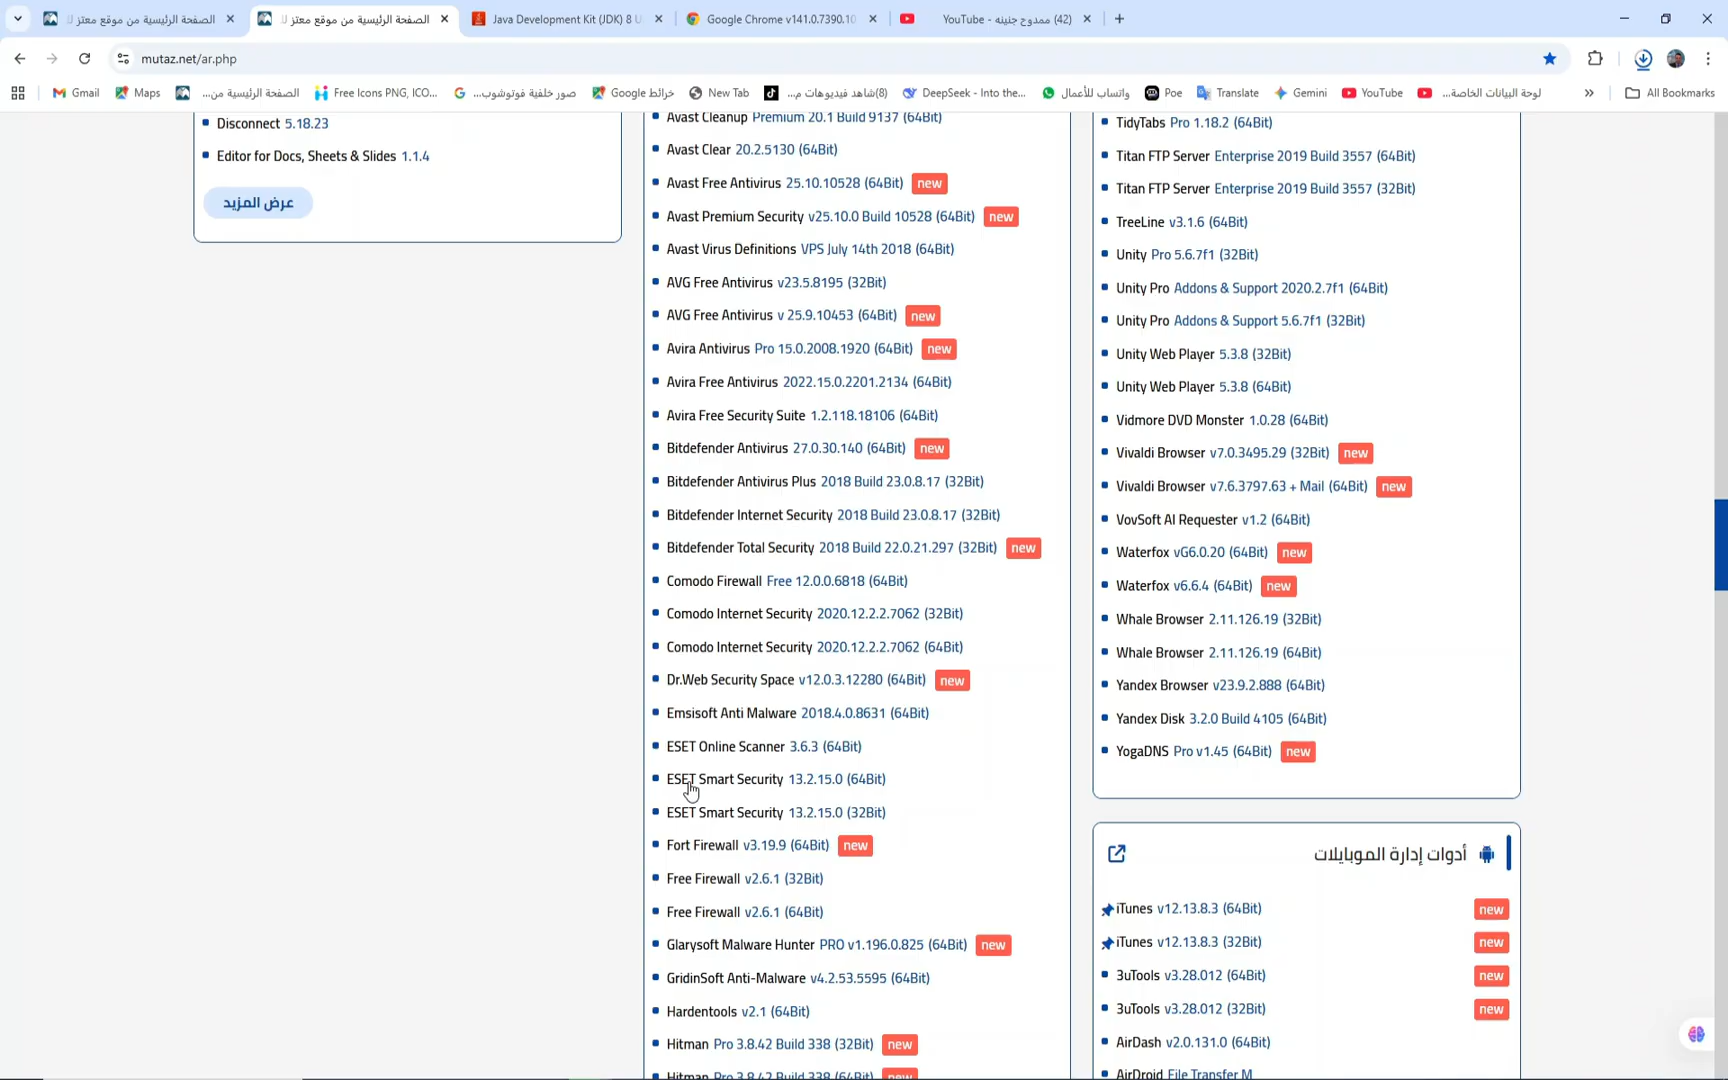 الصفحة الرئيسية من موقع معتز لـ
الصفحة الرئيسية من موقع معتز لـ
Java Development Kit (JDK) 8 U
Google Chrome v141.0.7390.10
(42) ممدوح جنينه - YouTube
mutaz.net/ar.php
Gmail
Maps
الصفحة الرئيسية من...
Free Icons PNG, ICO...
صور خلفية فوتوشوب...
خرائط Google
New Tab
(8)شاهد فيديوهات م...
DeepSeek - Into the...
واتساب للأعمال
Poe
Translate
Gemini
YouTube
لوحة البيانات الخاصة...
All Bookmarks
Disconnect 5.18.23
Editor for Docs, Sheets & Slides 1.1.4
عرض المزيد
Avast Cleanup Premium 20.1 Build 9137 (64Bit)
Avast Clear 20.2.5130 (64Bit)
Avast Free Antivirus 25.10.10528 (64Bit) new
Avast Premium Security v25.10.0 Build 10528 (64Bit) new
Avast Virus Definitions VPS July 14th 2018 (64Bit)
AVG Free Antivirus v23.5.8195 (32Bit)
AVG Free Antivirus v 25.9.10453 (64Bit) new
Avira Antivirus Pro 15.0.2008.1920 (64Bit) new
Avira Free Antivirus 2022.15.0.2201.2134 (64Bit)
Avira Free Security Suite 1.2.118.18106 (64Bit)
Bitdefender Antivirus 27.0.30.140 (64Bit) new
Bitdefender Antivirus Plus 2018 Build 23.0.8.17 (32Bit)
Bitdefender Internet Security 2018 Build 23.0.8.17 (32Bit)
Bitdefender Total Security 2018 Build 22.0.21.297 (32Bit) new
Comodo Firewall Free 12.0.0.6818 (64Bit)
Comodo Internet Security 2020.12.2.2.7062 (32Bit)
Comodo Internet Security 2020.12.2.2.7062 (64Bit)
Dr.Web Security Space v12.0.3.12280 (64Bit) new
Emsisoft Anti Malware 2018.4.0.8631 (64Bit)
ESET Online Scanner 3.6.3 (64Bit)
ESET Smart Security 13.2.15.0 (64Bit)
ESET Smart Security 13.2.15.0 (32Bit)
Fort Firewall v3.19.9 (64Bit) new
Free Firewall v2.6.1 (32Bit)
Free Firewall v2.6.1 (64Bit)
Glarysoft Malware Hunter PRO v1.196.0.825 (64Bit) new
GridinSoft Anti-Malware v4.2.53.5595 (64Bit)
Hardentools v2.1 (64Bit)
Hitman Pro 3.8.42 Build 338 (32Bit) new
Hitman Pro 3.8.42 Build 338 (64Bit) new
TidyTabs Pro 1.18.2 (64Bit)
Titan FTP Server Enterprise 2019 Build 3557 (64Bit)
Titan FTP Server Enterprise 2019 Build 3557 (32Bit)
TreeLine v3.1.6 (64Bit)
Unity Pro 5.6.7f1 (32Bit)
Unity Pro Addons & Support 2020.2.7f1 (64Bit)
Unity Pro Addons & Support 5.6.7f1 (32Bit)
Unity Web Player 5.3.8 (32Bit)
Unity Web Player 5.3.8 (64Bit)
Vidmore DVD Monster 1.0.28 (64Bit)
Vivaldi Browser v7.0.3495.29 (32Bit) new
Vivaldi Browser v7.6.3797.63 + Mail (64Bit) new
VovSoft AI Requester v1.2 (64Bit)
Waterfox vG6.0.20 (64Bit) new
Waterfox v6.6.4 (64Bit) new
Whale Browser 2.11.126.19 (32Bit)
Whale Browser 2.11.126.19 (64Bit)
Yandex Browser v23.9.2.888 (64Bit)
Yandex Disk 3.2.0 Build 4105 (64Bit)
YogaDNS Pro v1.45 (64Bit) new
أدوات إدارة الموبايلات
iTunes v12.13.8.3 (64Bit) new
iTunes v12.13.8.3 (32Bit) new
3uTools v3.28.012 (64Bit) new
3uTools v3.28.012 (32Bit) new
AirDash v2.0.131.0 (64Bit)
AirDroid File Transfer M